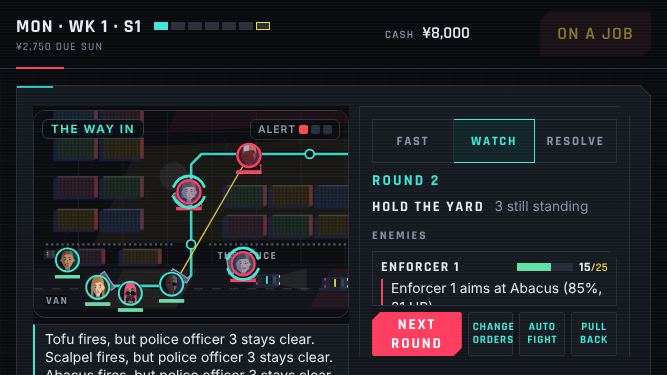 MON · WK 1 · S1
¥2,750 DUE SUN
CASH ¥8,000
ON A JOB
THE WAY IN
ALERT
VAN
Tofu fires, but police officer 3 stays clear.
Scalpel fires, but police officer 3 stays clear.
FAST
WATCH
RESOLVE
ROUND 2
HOLD THE YARD 3 still standing
ENEMIES
ENFORCER 1 15/25
Enforcer 1 aims at Abacus (85%,
NEXT
ROUND
CHANGE
ORDERS
AUTO
FIGHT
PULL
BACK